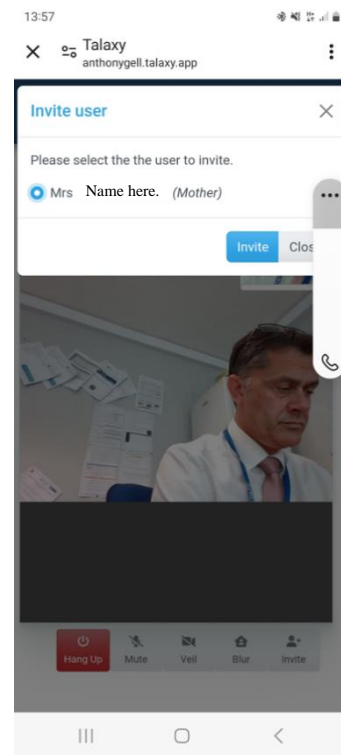 13:57
Talaxy
anthonygell.talaxy.app
Invite user
Please select the the user to invite.
Mrs Name here. (Mother)
Invite Clos
Hang Up Mute Veil Blur Invite